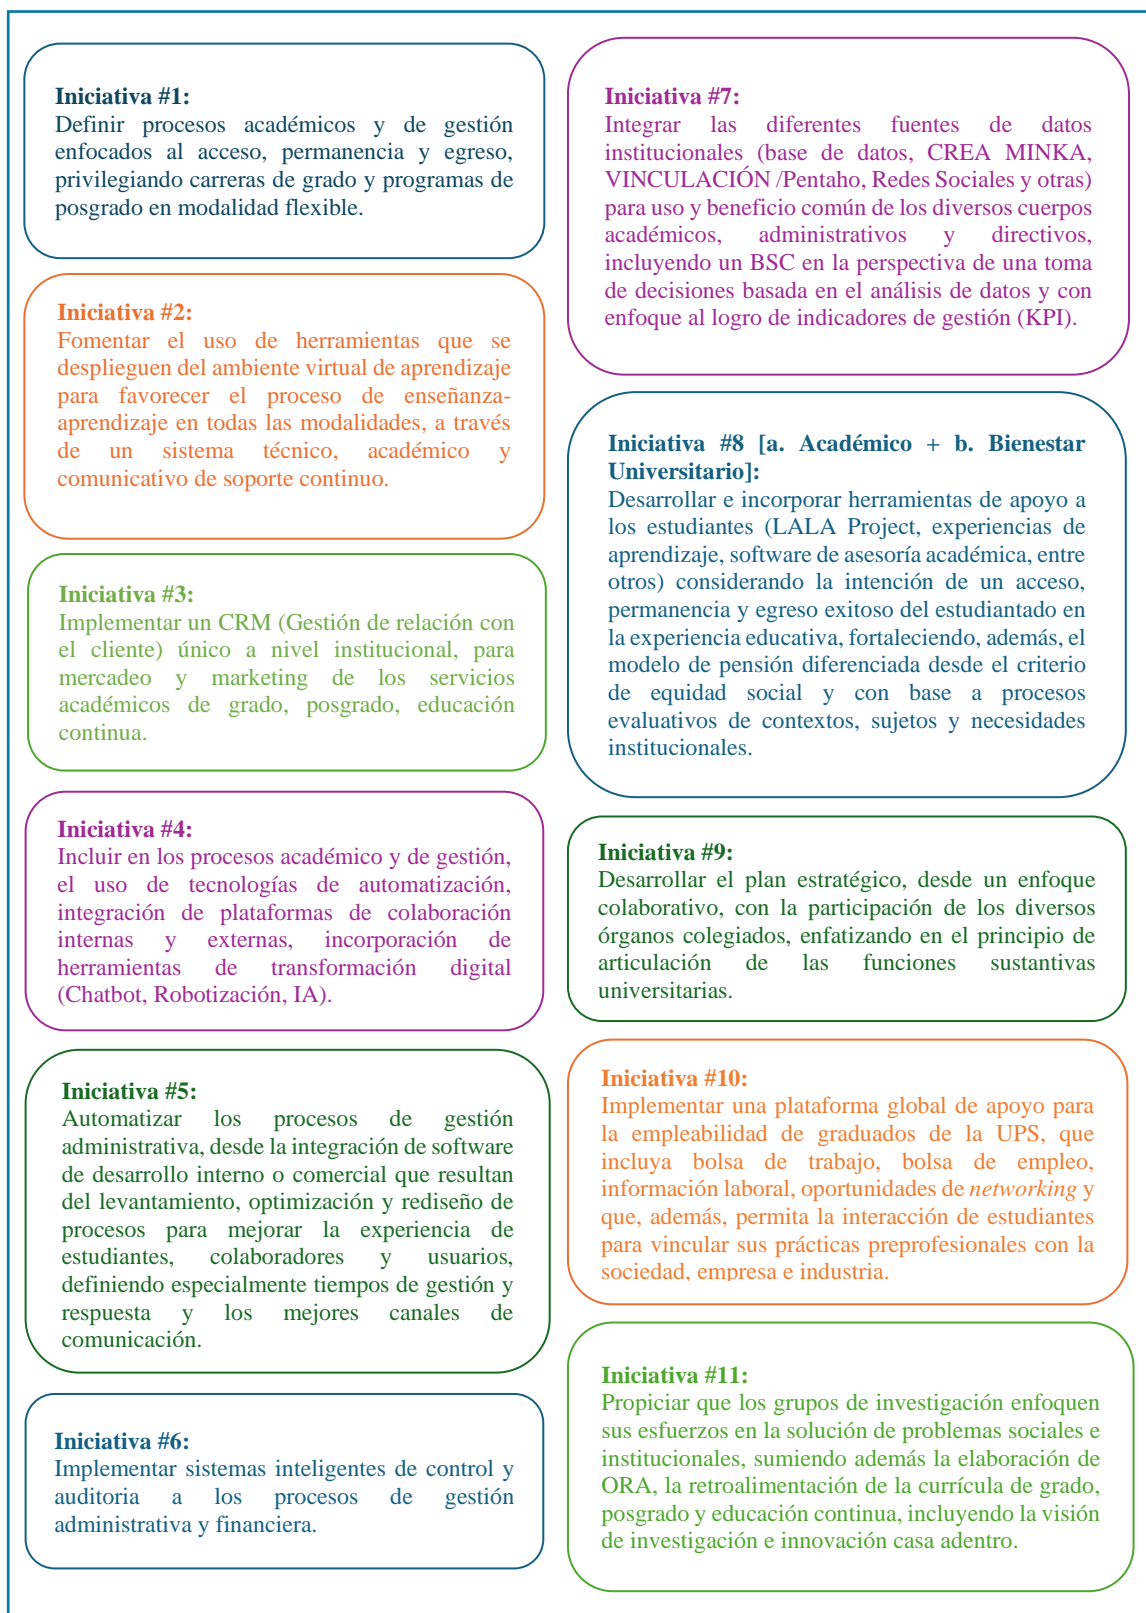 Iniciativa #1:
Definir procesos académicos y de gestión
enfocados al acceso, permanencia y egreso,
privilegiando carreras de grado y programas de
posgrado en modalidad flexible.
Iniciativa #2:
Fomentar el uso de herramientas que se
desplieguen del ambiente virtual de aprendizaje
para favorecer el proceso de enseñanza-
aprendizaje en todas las modalidades, a través
de un sistema técnico, académico y
comunicativo de soporte continuo.
Iniciativa #3:
Implementar un CRM (Gestión de relación con
el cliente) único a nivel institucional, para
mercadeo y marketing de los servicios
académicos de grado, posgrado, educación
continua.
Iniciativa #4:
Incluir en los procesos académico y de gestión,
el uso de tecnologías de automatización,
integración de plataformas de colaboración
internas y externas, incorporación de
herramientas de transformación digital
(Chatbot, Robotización, IA).
Iniciativa #5:
Automatizar los procesos de gestión
administrativa, desde la integración de software
de desarrollo interno o comercial que resultan
del levantamiento, optimización y rediseño de
procesos para mejorar la experiencia de
estudiantes, colaboradores y usuarios,
definiendo especialmente tiempos de gestión y
respuesta y los mejores canales de
comunicación.
Iniciativa #6:
Implementar sistemas inteligentes de control y
auditoria a los procesos de gestión
administrativa y financiera.
Iniciativa #7:
Integrar las diferentes fuentes de datos
institucionales (base de datos, CREA MINKA,
VINCULACIÓN /Pentaho, Redes Sociales y otras)
para uso y beneficio común de los diversos cuerpos
académicos, administrativos y directivos,
incluyendo un BSC en la perspectiva de una toma
de decisiones basada en el análisis de datos y con
enfoque al logro de indicadores de gestión (KPI).
Iniciativa #8 [a. Académico + b. Bienestar
Universitario]:
Desarrollar e incorporar herramientas de apoyo a
los estudiantes (LALA Project, experiencias de
aprendizaje, software de asesoría académica, entre
otros) considerando la intención de un acceso,
permanencia y egreso exitoso del estudiantado en
la experiencia educativa, fortaleciendo, además, el
modelo de pensión diferenciada desde el criterio
de equidad social y con base a procesos
evaluativos de contextos, sujetos y necesidades
institucionales.
Iniciativa #9:
Desarrollar el plan estratégico, desde un enfoque
colaborativo, con la participación de los diversos
órganos colegiados, enfatizando en el principio de
articulación de las funciones sustantivas
universitarias.
Iniciativa #10:
Implementar una plataforma global de apoyo para
la empleabilidad de graduados de la UPS, que
incluya bolsa de trabajo, bolsa de empleo,
información laboral, oportunidades de networking y
que, además, permita la interacción de estudiantes
para vincular sus prácticas preprofesionales con la
sociedad, empresa e industria.
Iniciativa #11:
Propiciar que los grupos de investigación enfoquen
sus esfuerzos en la solución de problemas sociales e
institucionales, sumiendo además la elaboración de
ORA, la retroalimentación de la currícula de grado,
posgrado y educación continua, incluyendo la visión
de investigación e innovación casa adentro.